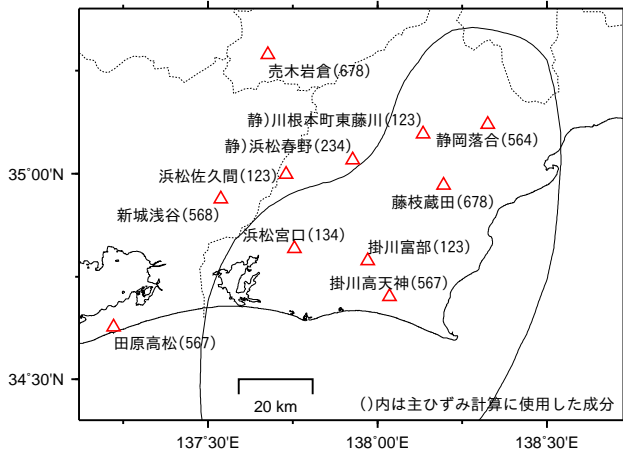 売木岩倉(678)
静)川根本町東藤川(123)
静岡落合(564)
静)浜松春野(234)
35°00'N
浜松佐久間(123)
藤枝蔵田(678)
新城浅谷(568)
浜松宮口(134)
掛川富部(123)
掛川高天神(567)
田原高松(567)
34°30'N
20 km
()内は主ひずみ計算に使用した成分
137°30'E
138°00'E
138°30'E